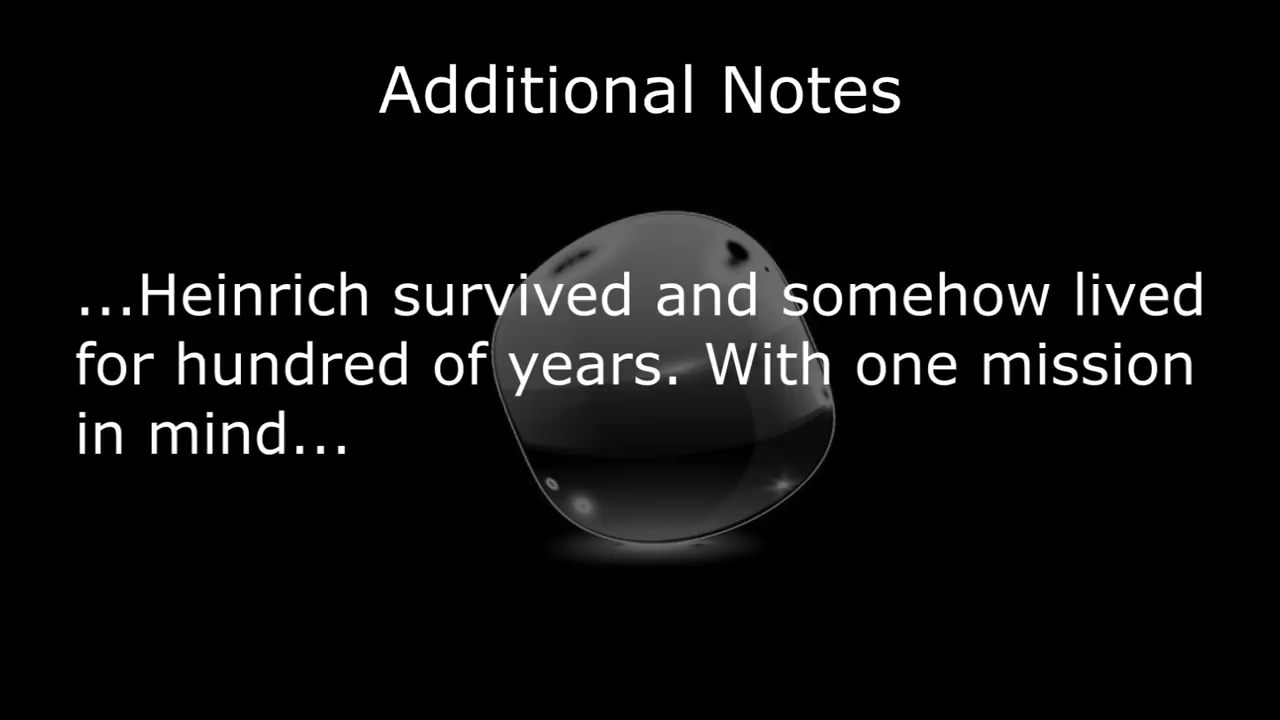 Additional Notes
...Heinrich survived and somehow lived
for hundred of years. With one mission
in mind...